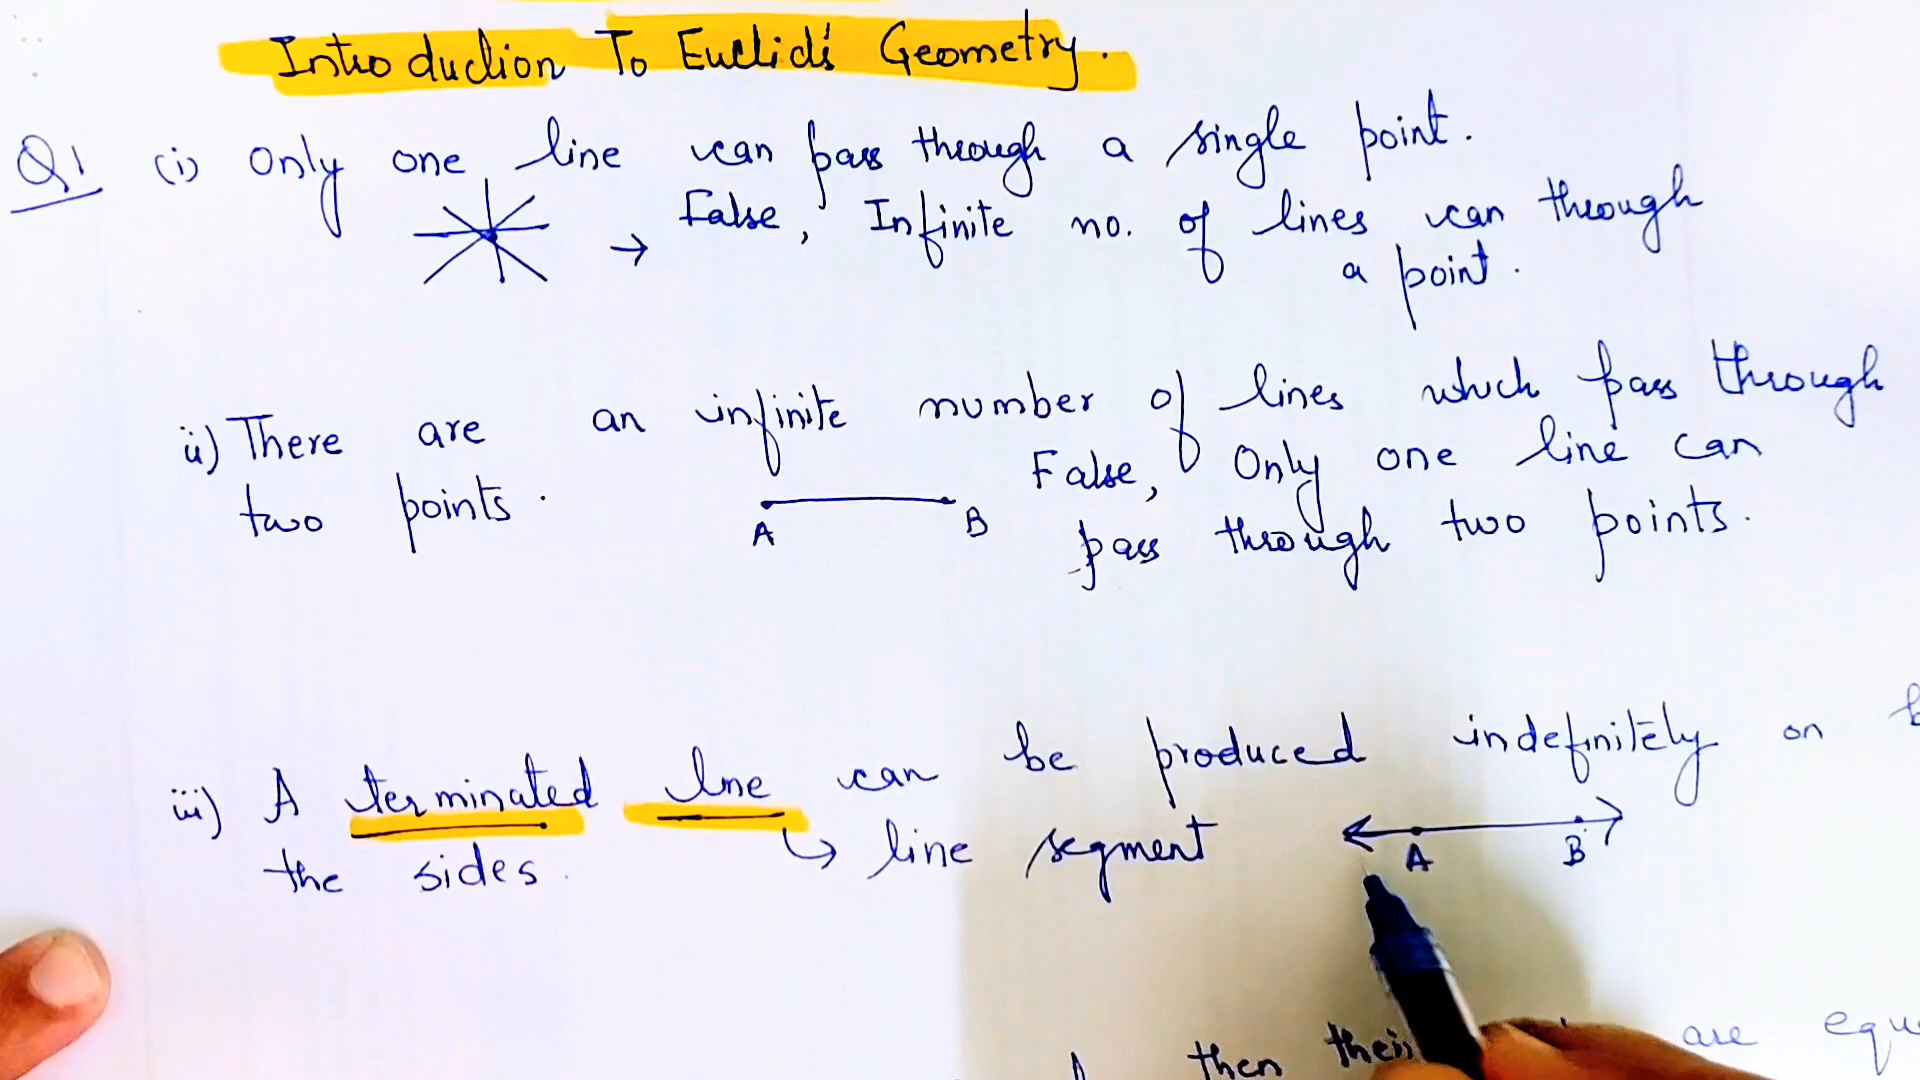 Introduction To Euclid's Geometry.
Q1 (i) Only one line can pass through a single point.
→ False, Infinite no. of lines can through
a point.
ii) There are an infinite number of lines which pass through
two points.
False, Only one line can
pass through two points.
A B
iii) A terminated line can be produced indefinitely on
the sides.
↳ line segment
A B
then their are